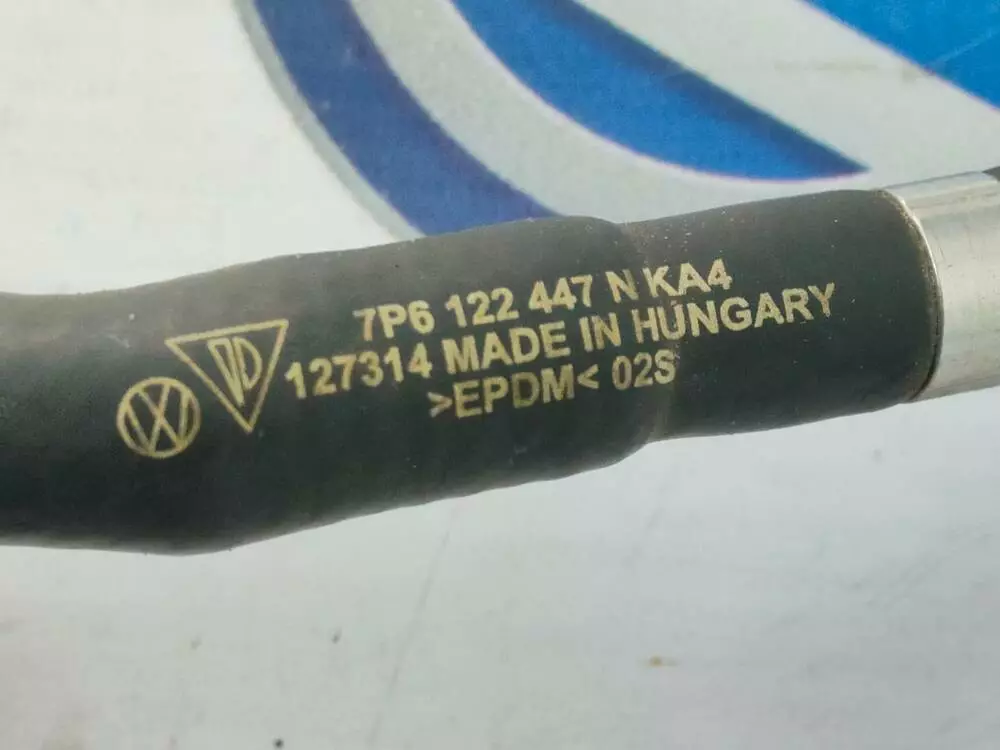 7P6 122 447 N KA4
127314 MADE IN HUNGARY
>EPDM< 02S